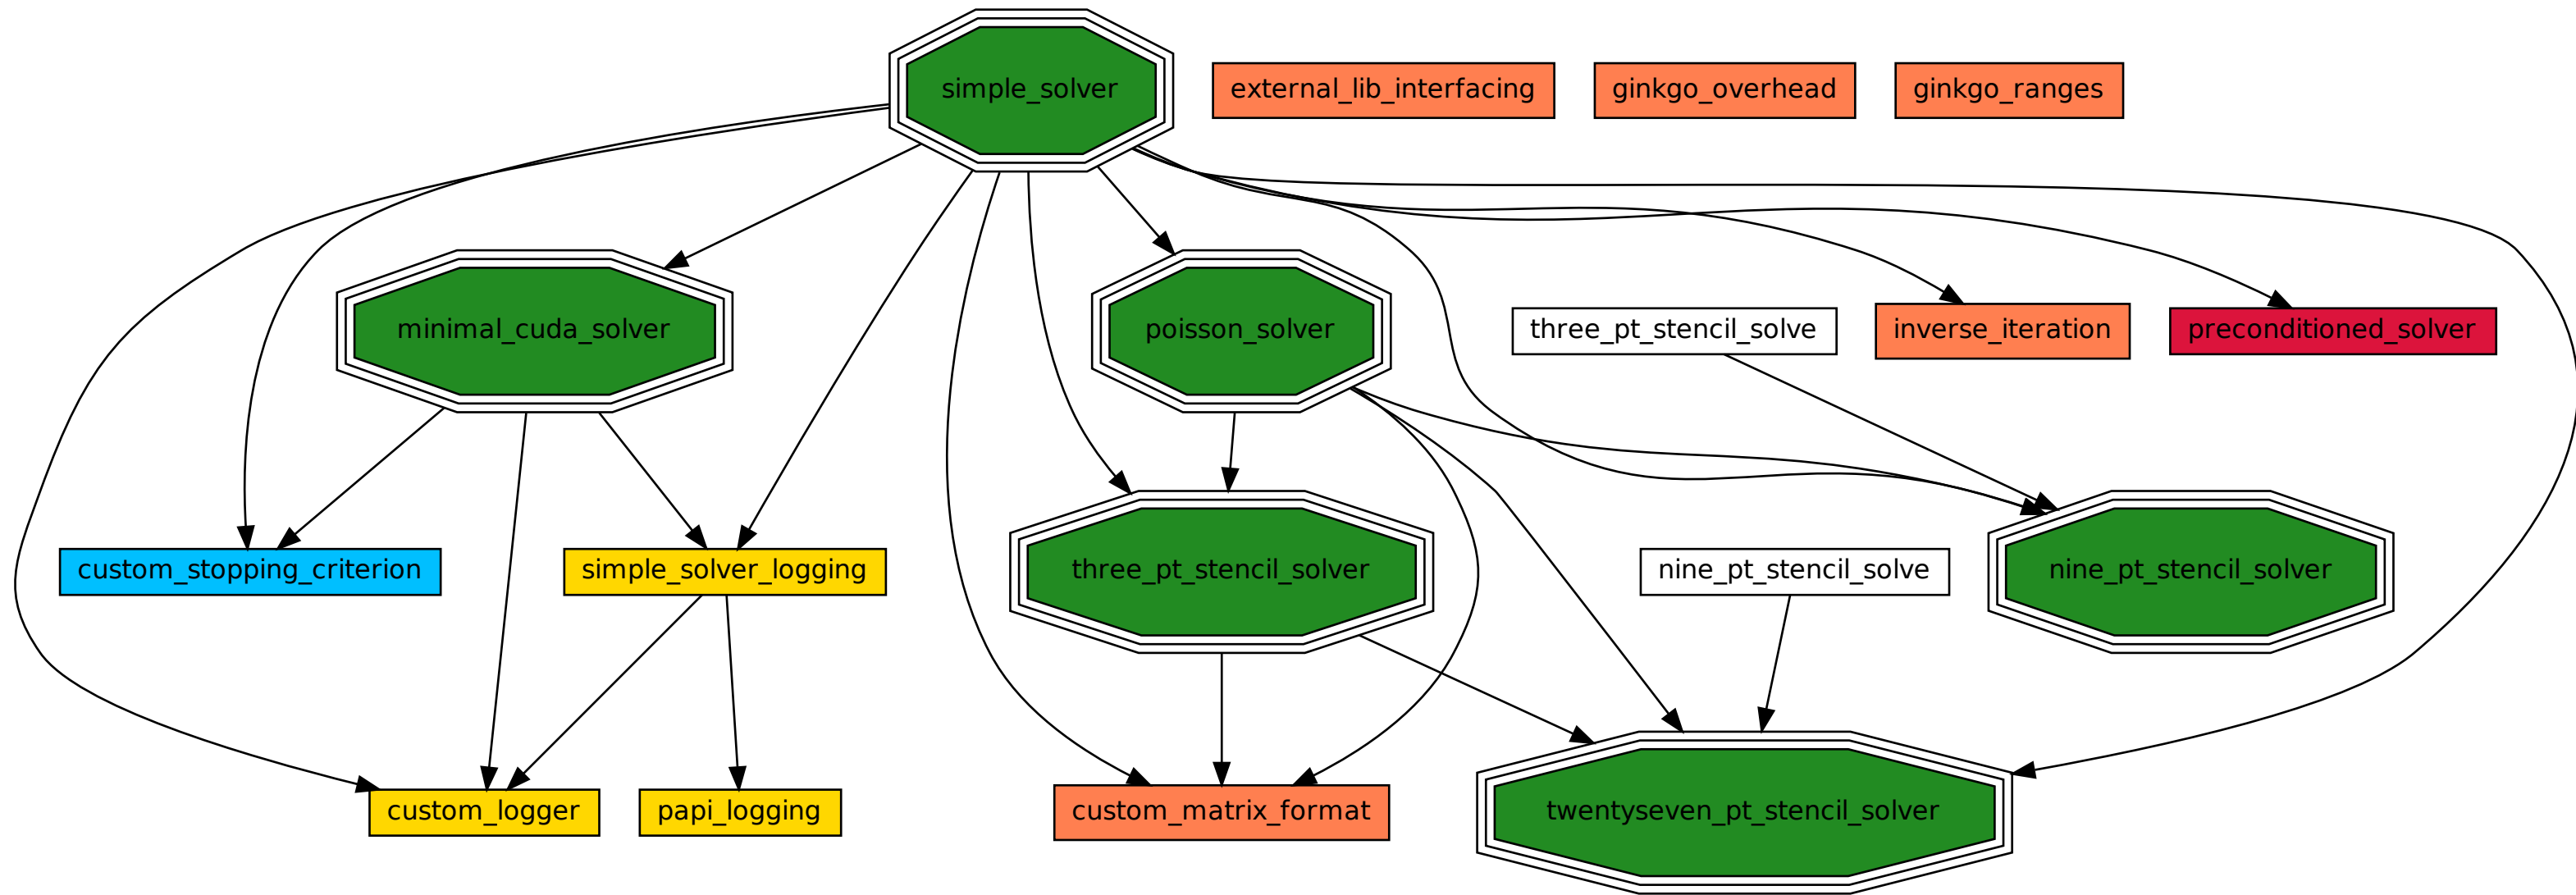 simple_solver
external_lib_interfacing
ginkgo_overhead
ginkgo_ranges
minimal_cuda_solver
poisson_solver
three_pt_stencil_solve
inverse_iteration
preconditioned_solver
custom_stopping_criterion
simple_solver_logging
three_pt_stencil_solver
nine_pt_stencil_solve
nine_pt_stencil_solver
custom_logger
papi_logging
custom_matrix_format
twentyseven_pt_stencil_solver